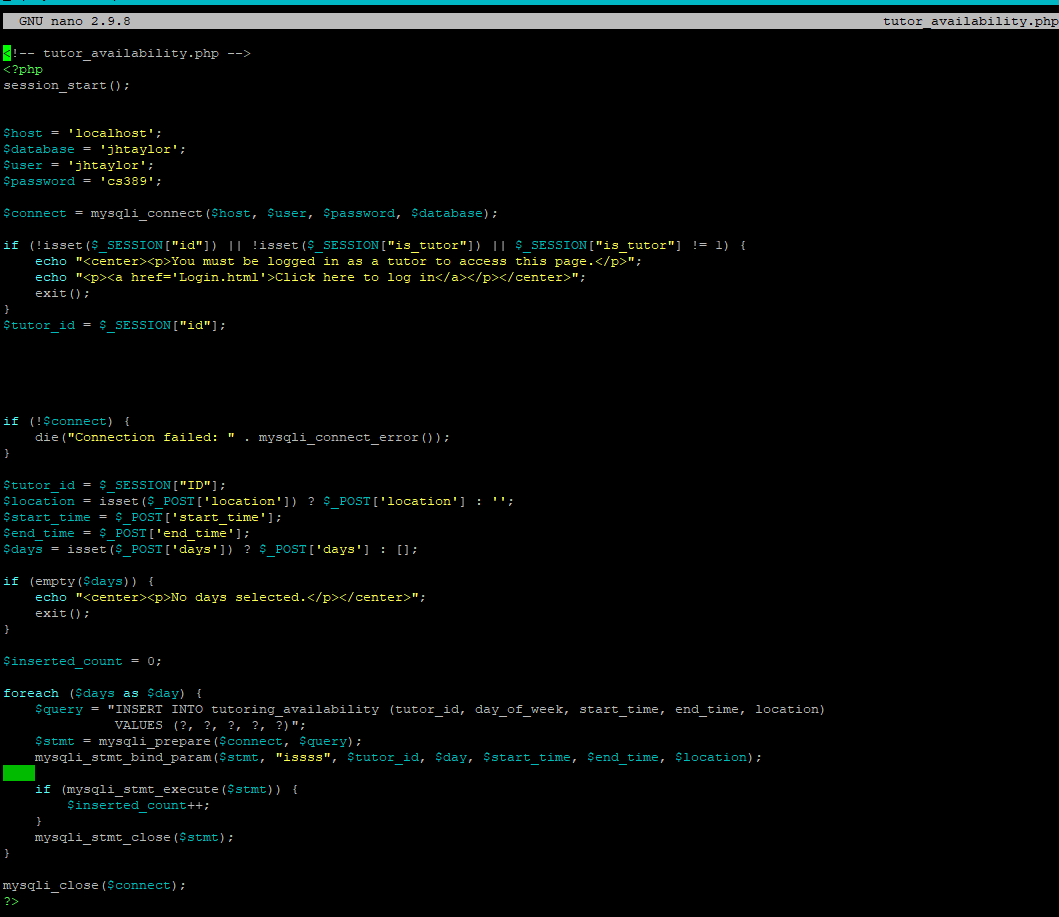 GNU nano 2.9.8 tutor_availability.php
<!-- tutor_availability.php -->
<?php
session_start();
$host = 'localhost';
$database = 'jhtaylor';
$user = 'jhtaylor';
$password = 'cs389';
$connect = mysqli_connect($host, $user, $password, $database);
if (!isset($_SESSION["id"]) || !isset($_SESSION["is_tutor"]) || $_SESSION["is_tutor"] != 1) {
    echo "<center><p>You must be logged in as a tutor to access this page.</p>";
    echo "<p><a href='Login.html'>Click here to log in</a></p></center>";
    exit();
}
$tutor_id = $_SESSION["id"];
if (!$connect) {
    die("Connection failed: " . mysqli_connect_error());
}
$tutor_id = $_SESSION["ID"];
$location = isset($_POST['location']) ? $_POST['location'] : '';
$start_time = $_POST['start_time'];
$end_time = $_POST['end_time'];
$days = isset($_POST['days']) ? $_POST['days'] : [];
if (empty($days)) {
    echo "<center><p>No days selected.</p></center>";
    exit();
}
$inserted_count = 0;
foreach ($days as $day) {
    $query = "INSERT INTO tutoring_availability (tutor_id, day_of_week, start_time, end_time, location)
              VALUES (?, ?, ?, ?, ?)";
    $stmt = mysqli_prepare($connect, $query);
    mysqli_stmt_bind_param($stmt, "issss", $tutor_id, $day, $start_time, $end_time, $location);
    if (mysqli_stmt_execute($stmt)) {
        $inserted_count++;
    }
    mysqli_stmt_close($stmt);
}
mysqli_close($connect);
?>